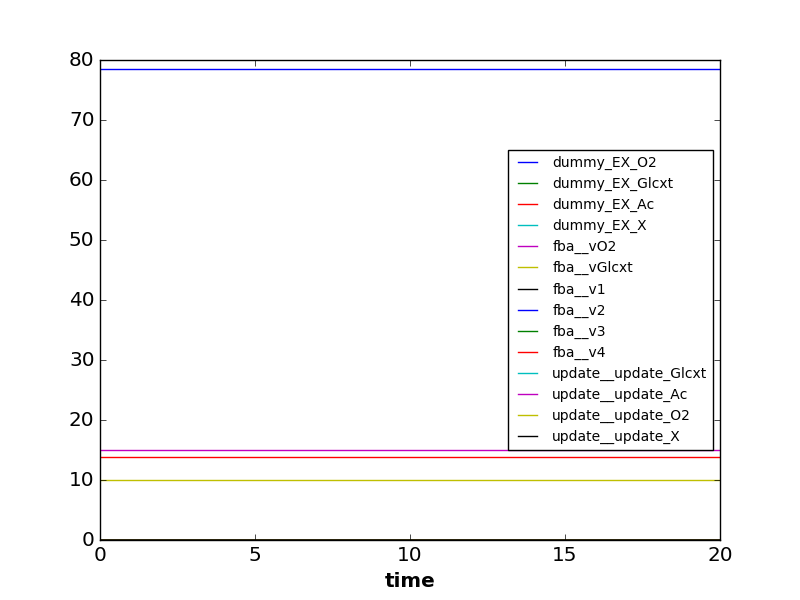 80
70
60
50
40
30
20
10
0
dummy_EX_O2
dummy_EX_Glcxt
dummy_EX_Ac
dummy_EX_X
fba__vO2
fba__vGlcxt
fba__v1
fba__v2
fba__v3
fba__v4
update__update_Glcxt
update__update_Ac
update__update_O2
update__update_X
0 5 10 15 20
time